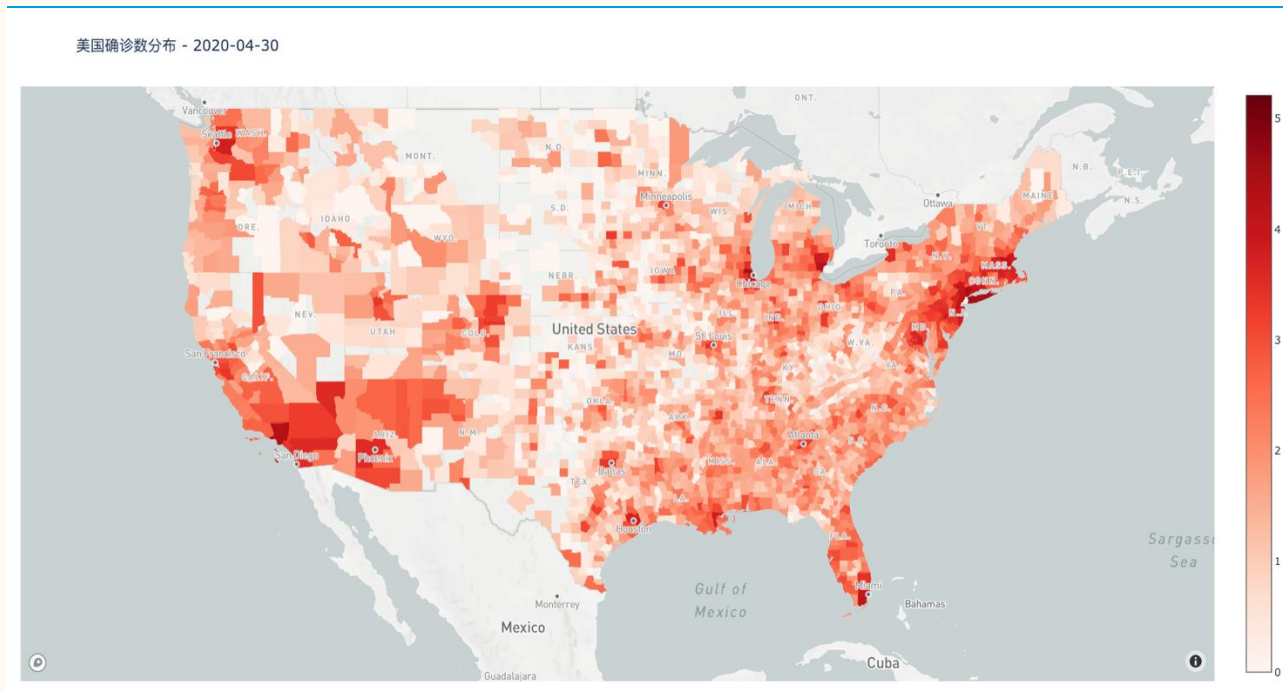 美国确诊数分布 - 2020-04-30
ONT.
Vancouver
Seattle WASH.
MONT.
N.D.
MINN.
N.B.
P.E.I.
Minneapolis
S.D.
WIS.
MICH.
Ottawa
MAINE
N.S.
IDAHO
ORE.
WYO.
Toronto
VT.
N.Y.
MASS.
CONN.
IOWA
Chicago
NEBR.
PA.
NEV.
UTAH
COLO.
United States
ILL.
IND.
OHIO
N.J.
MD.
KANS.
St. Louis
MO.
W.VA.
San Francisco
CALIF.
KY.
VA.
OKLA.
ARK.
TENN.
N.C.
ARIZ.
N.M.
Atlanta
S.C.
San Diego
Phoenix
Dallas
MISS.
ALA.
GA.
TEX.
LA.
Houston
FLA.
Sargasso
Sea
Miami
Gulf of
Mexico
Bahamas
Monterrey
Mexico
Cuba
Guadalajara
5
4
3
2
1
0